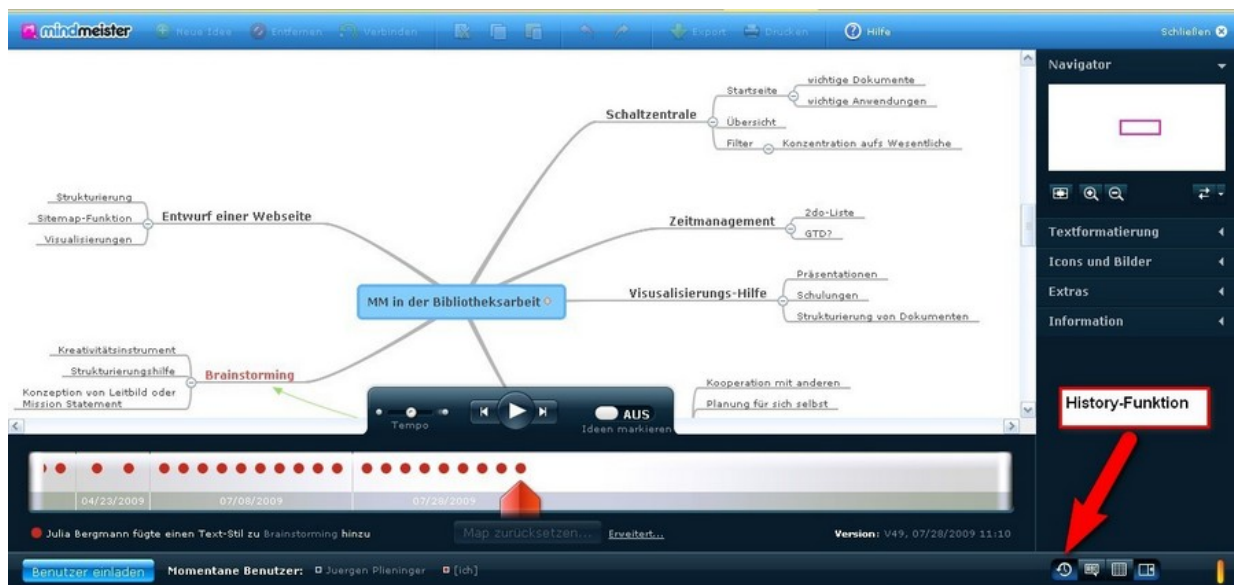 mindmeister
Neue Idee
Entfernen
Verbinden
Export
Drucken
Hilfe
Schließen
Navigator
Textformatierung
Icons und Bilder
Extras
Information
History-Funktion
Schaltzentrale
Startseite
wichtige Dokumente
wichtige Anwendungen
Übersicht
Filter
Konzentration aufs Wesentliche
Strukturierung
Sitemap-Funktion
Visualisierungen
Entwurf einer Webseite
Zeitmanagement
2do-Liste
GTD?
MM in der Bibliotheksarbeit
Visusalisierungs-Hilfe
Präsentationen
Schulungen
Strukturierung von Dokumenten
Kreativitätsinstrument
Strukturierungshilfe
Konzeption von Leitbild oder
Mission Statement
Brainstorming
Kooperation mit anderen
Planung für sich selbst
Tempo
AUS
Ideen markieren
04/23/2009
07/08/2009
07/28/2009
Julia Bergmann fügte einen Text-Stil zu Brainstorming hinzu
Map zurücksetzen...
Erweitert...
Version: V49, 07/28/2009 11:10
Benutzer einladen
Momentane Benutzer:
Juergen Plieninger
[ich]